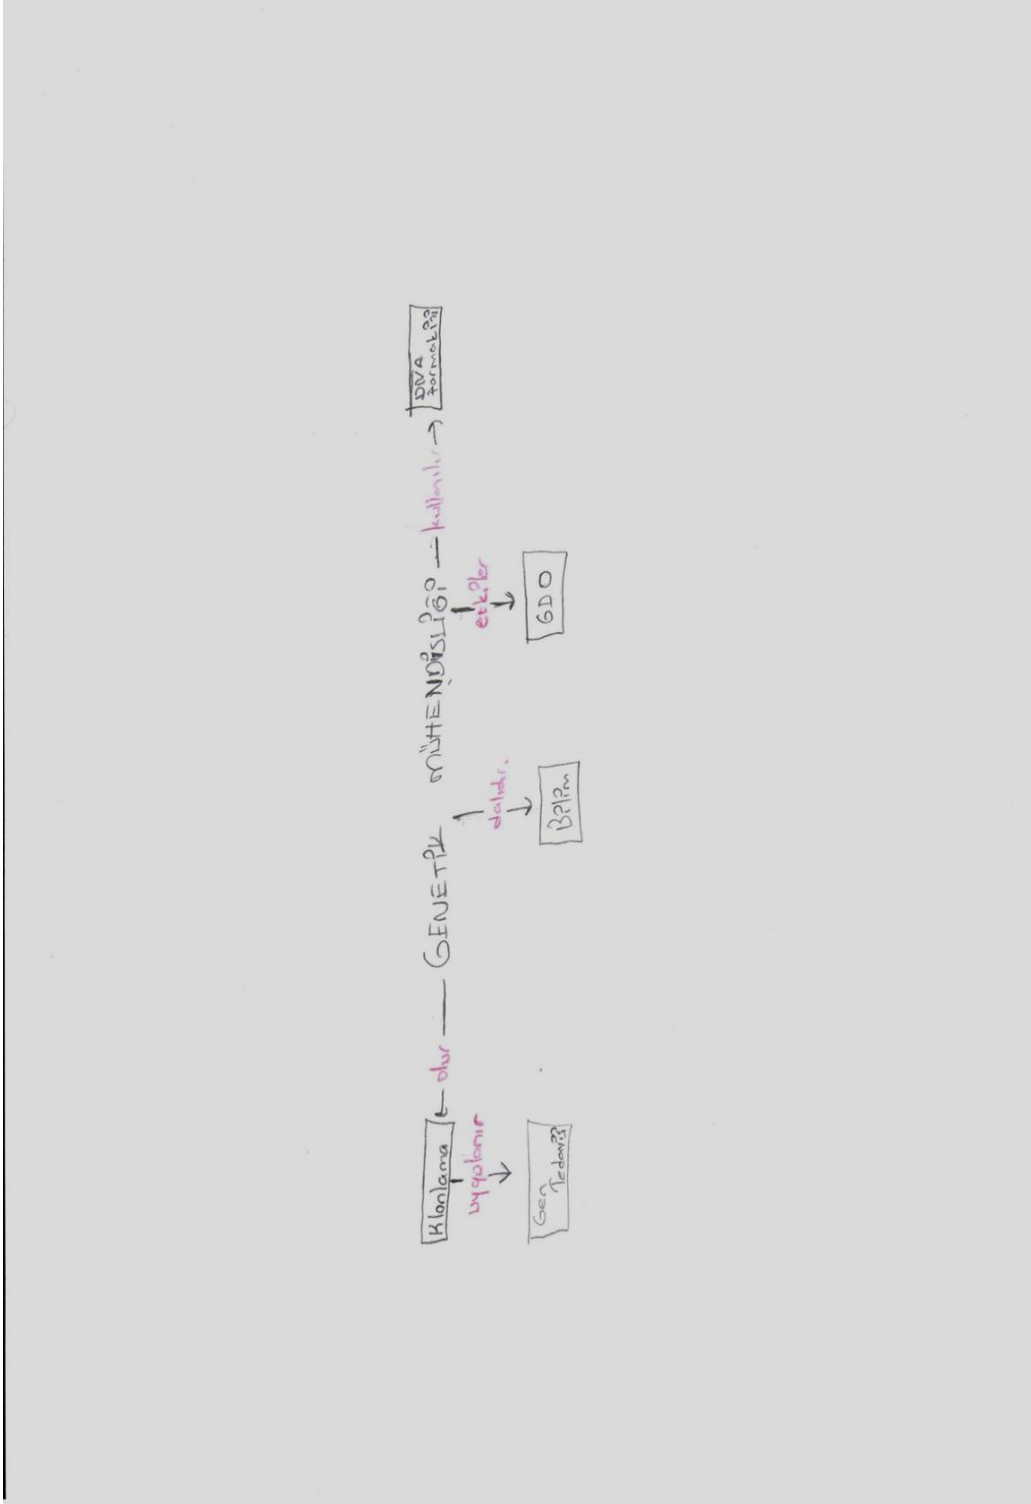 Klonlama
olur
GENETİK MÜHENDİSLİĞİ
kullanılır
DNA
Parmak izi
uygulanır
dalıdır.
etkiler
Gen
Tedavisi
Bilim
GDO